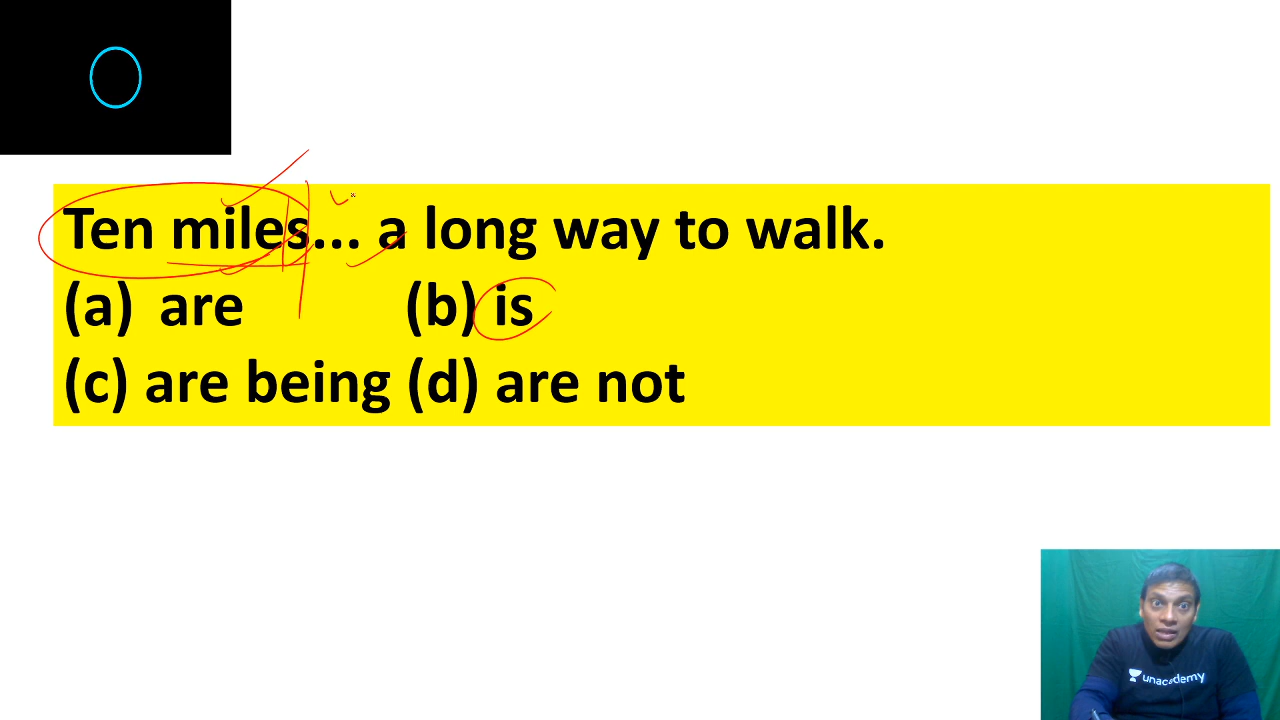 Ten miles... a long way to walk.
(a) are (b) is
(c) are being (d) are not
unacademy